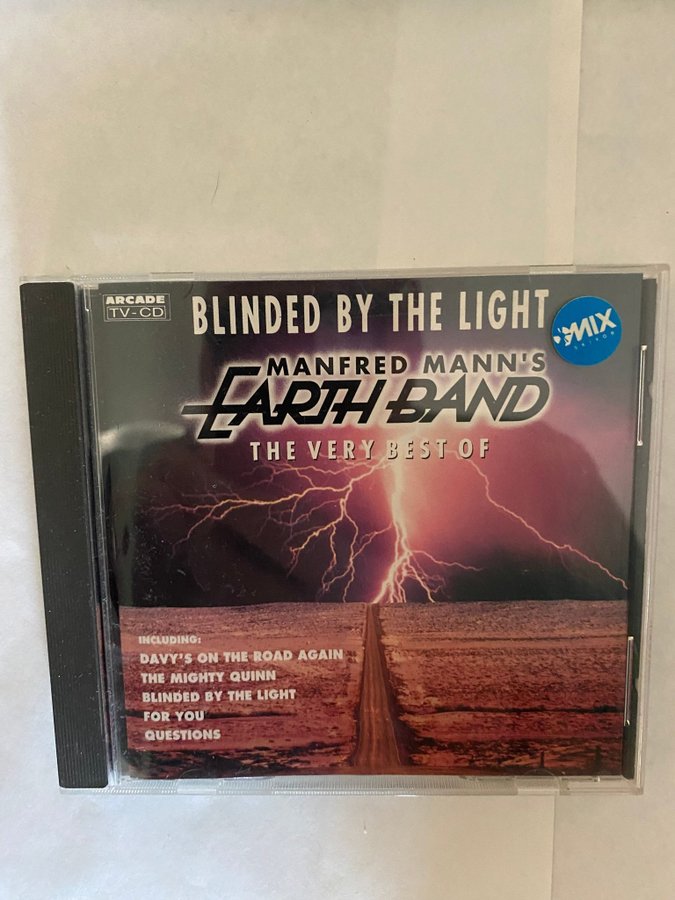 ARCADE
TV-CD
BLINDED BY THE LIGHT
MIX
SKIVOR
MANFRED MANN'S
EARTH BAND
THE VERY BEST OF
INCLUDING:
DAVY'S ON THE ROAD AGAIN
THE MIGHTY QUINN
BLINDED BY THE LIGHT
FOR YOU
QUESTIONS